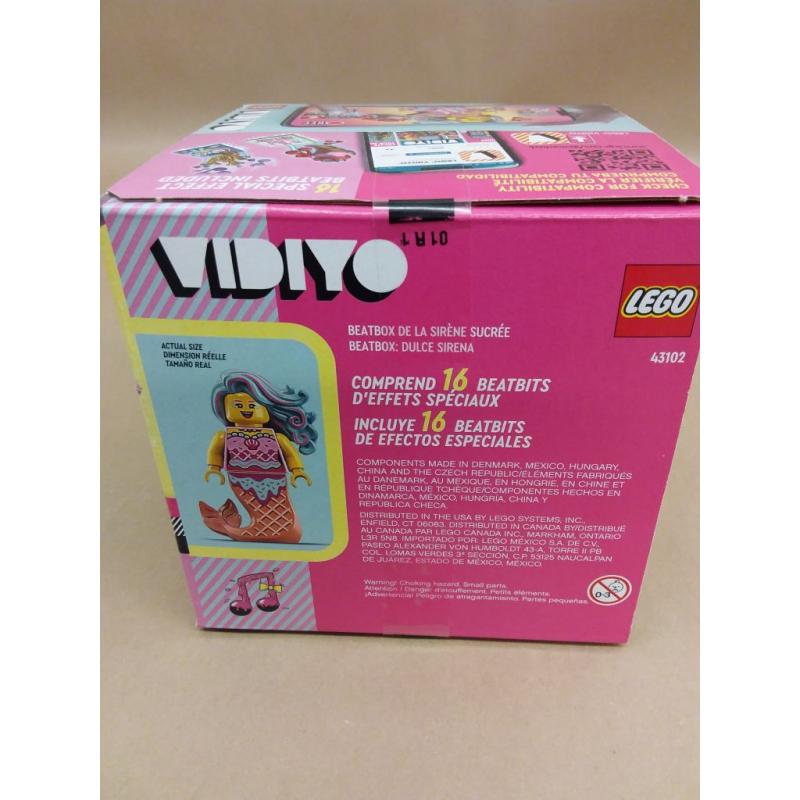 VIDIYO
LEGO VIDIYO
16 SPECIAL EFFECT
BEATBITS INCLUDED
CHECK FOR COMPATIBILITY
VÉRIFIER LA COMPATIBILITÉ
COMPRUEBA TU COMPATIBILIDAD
01R1
VIDIYO
LEGO
43102
ACTUAL SIZE
DIMENSION RÉELLE
TAMAÑO REAL
BEATBOX DE LA SIRÈNE SUCRÉE
BEATBOX: DULCE SIRENA
COMPREND 16 BEATBITS
D'EFFETS SPÉCIAUX
INCLUYE 16 BEATBITS
DE EFECTOS ESPECIALES
COMPONENTS MADE IN DENMARK, MEXICO, HUNGARY,
CHINA AND THE CZECH REPUBLIC/ÉLÉMENTS FABRIQUÉS
AU DANEMARK, AU MEXIQUE, EN HONGRIE, EN CHINE ET
EN RÉPUBLIQUE TCHÈQUE/COMPONENTES HECHOS EN
DINAMARCA, MÉXICO, HUNGRÍA, CHINA Y
REPÚBLICA CHECA.
DISTRIBUTED IN THE USA BY LEGO SYSTEMS, INC.,
ENFIELD, CT 06083. DISTRIBUTED IN CANADA BY/DISTRIBUÉ
AU CANADA PAR LEGO CANADA INC., MARKHAM, ONTARIO
L3R 5N8. IMPORTADO POR: LEGO MÉXICO S.A. DE C.V.,
PASEO ALEXANDER VON HUMBOLDT 43-A, TORRE II PB
COL. LOMAS VERDES 3ª SECCIÓN, C.P. 53125 NAUCALPAN
DE JUÁREZ, ESTADO DE MÉXICO, MÉXICO.
Warning! Choking hazard. Small parts.
Attention ! Danger d'étouffement. Petits éléments.
¡Advertencia! Peligro de atragantamiento. Partes pequeñas.
0-3